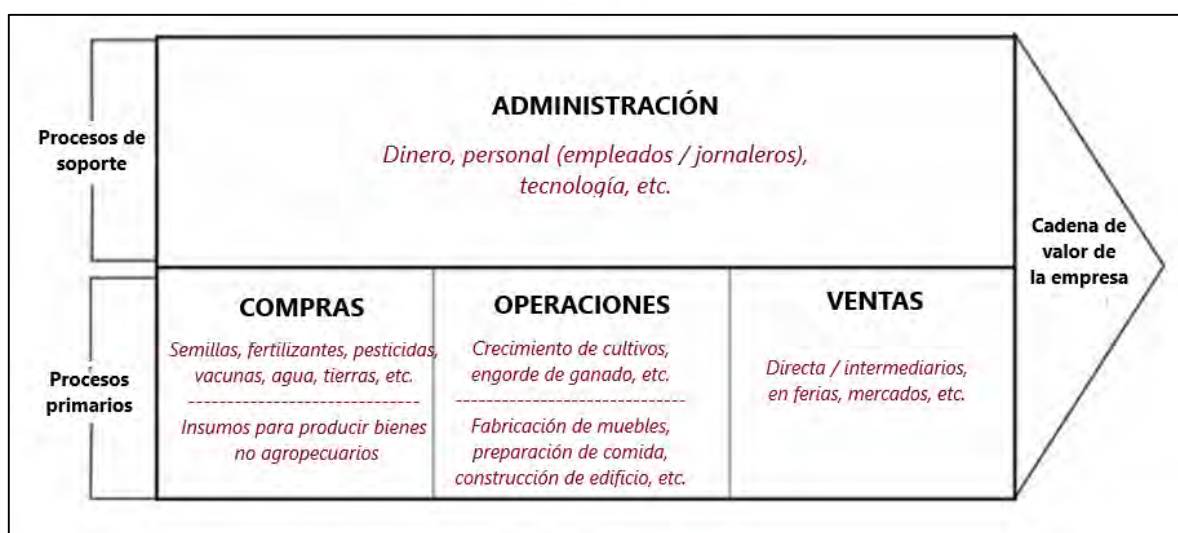 Procesos de
soporte
ADMINISTRACIÓN
Dinero, personal (empleados / jornaleros),
tecnología, etc.
Cadena de
valor de
la empresa
Procesos
primarios
COMPRAS
Semillas, fertilizantes, pesticidas,
vacunas, agua, tierras, etc.
Insumos para producir bienes
no agropecuarios
OPERACIONES
Crecimiento de cultivos,
engorde de ganado, etc.
Fabricación de muebles,
preparación de comida,
construcción de edificio, etc.
VENTAS
Directa / intermediarios,
en ferias, mercados, etc.